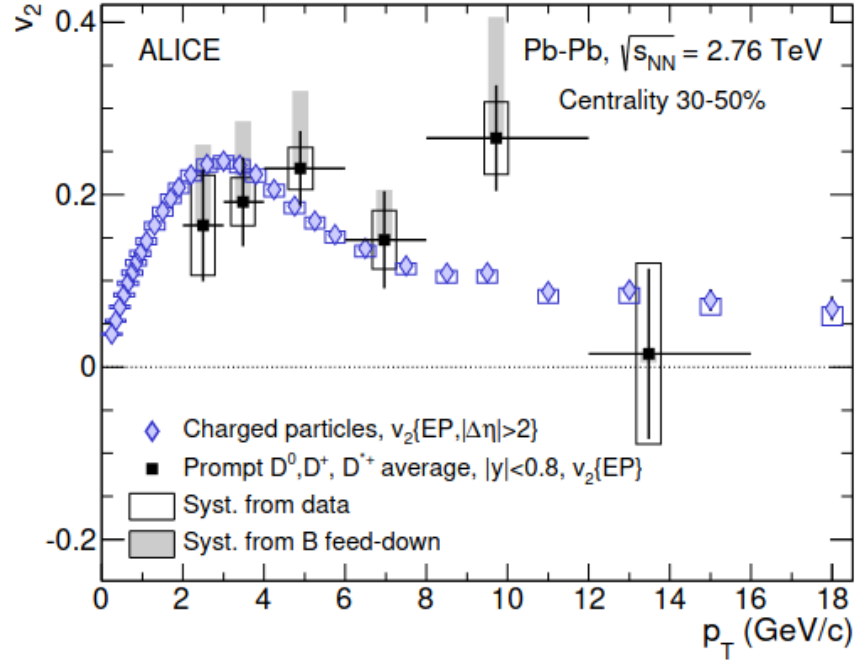 v₂
0.4
0.2
0
-0.2
ALICE
Pb-Pb, √s_NN = 2.76 TeV
Centrality 30-50%
Charged particles, v₂{EP,|Δη|>2}
Prompt D⁰,D⁺, D*⁺ average, |y|<0.8, v₂{EP}
Syst. from data
Syst. from B feed-down
0 2 4 6 8 10 12 14 16 18
p_T (GeV/c)